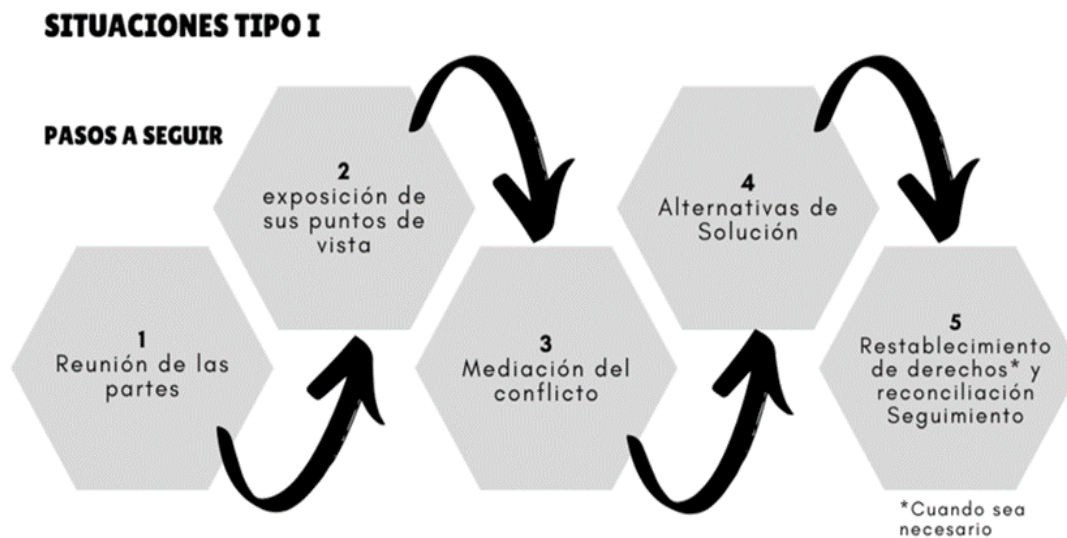 SITUACIONES TIPO I
PASOS A SEGUIR
1
Reunión de las
partes
2
exposición de
sus puntos de
vista
3
Mediación del
conflicto
4
Alternativas de
Solución
5
Restablecimiento
de derechos* y
reconciliación
Seguimiento
*Cuando sea
necesario